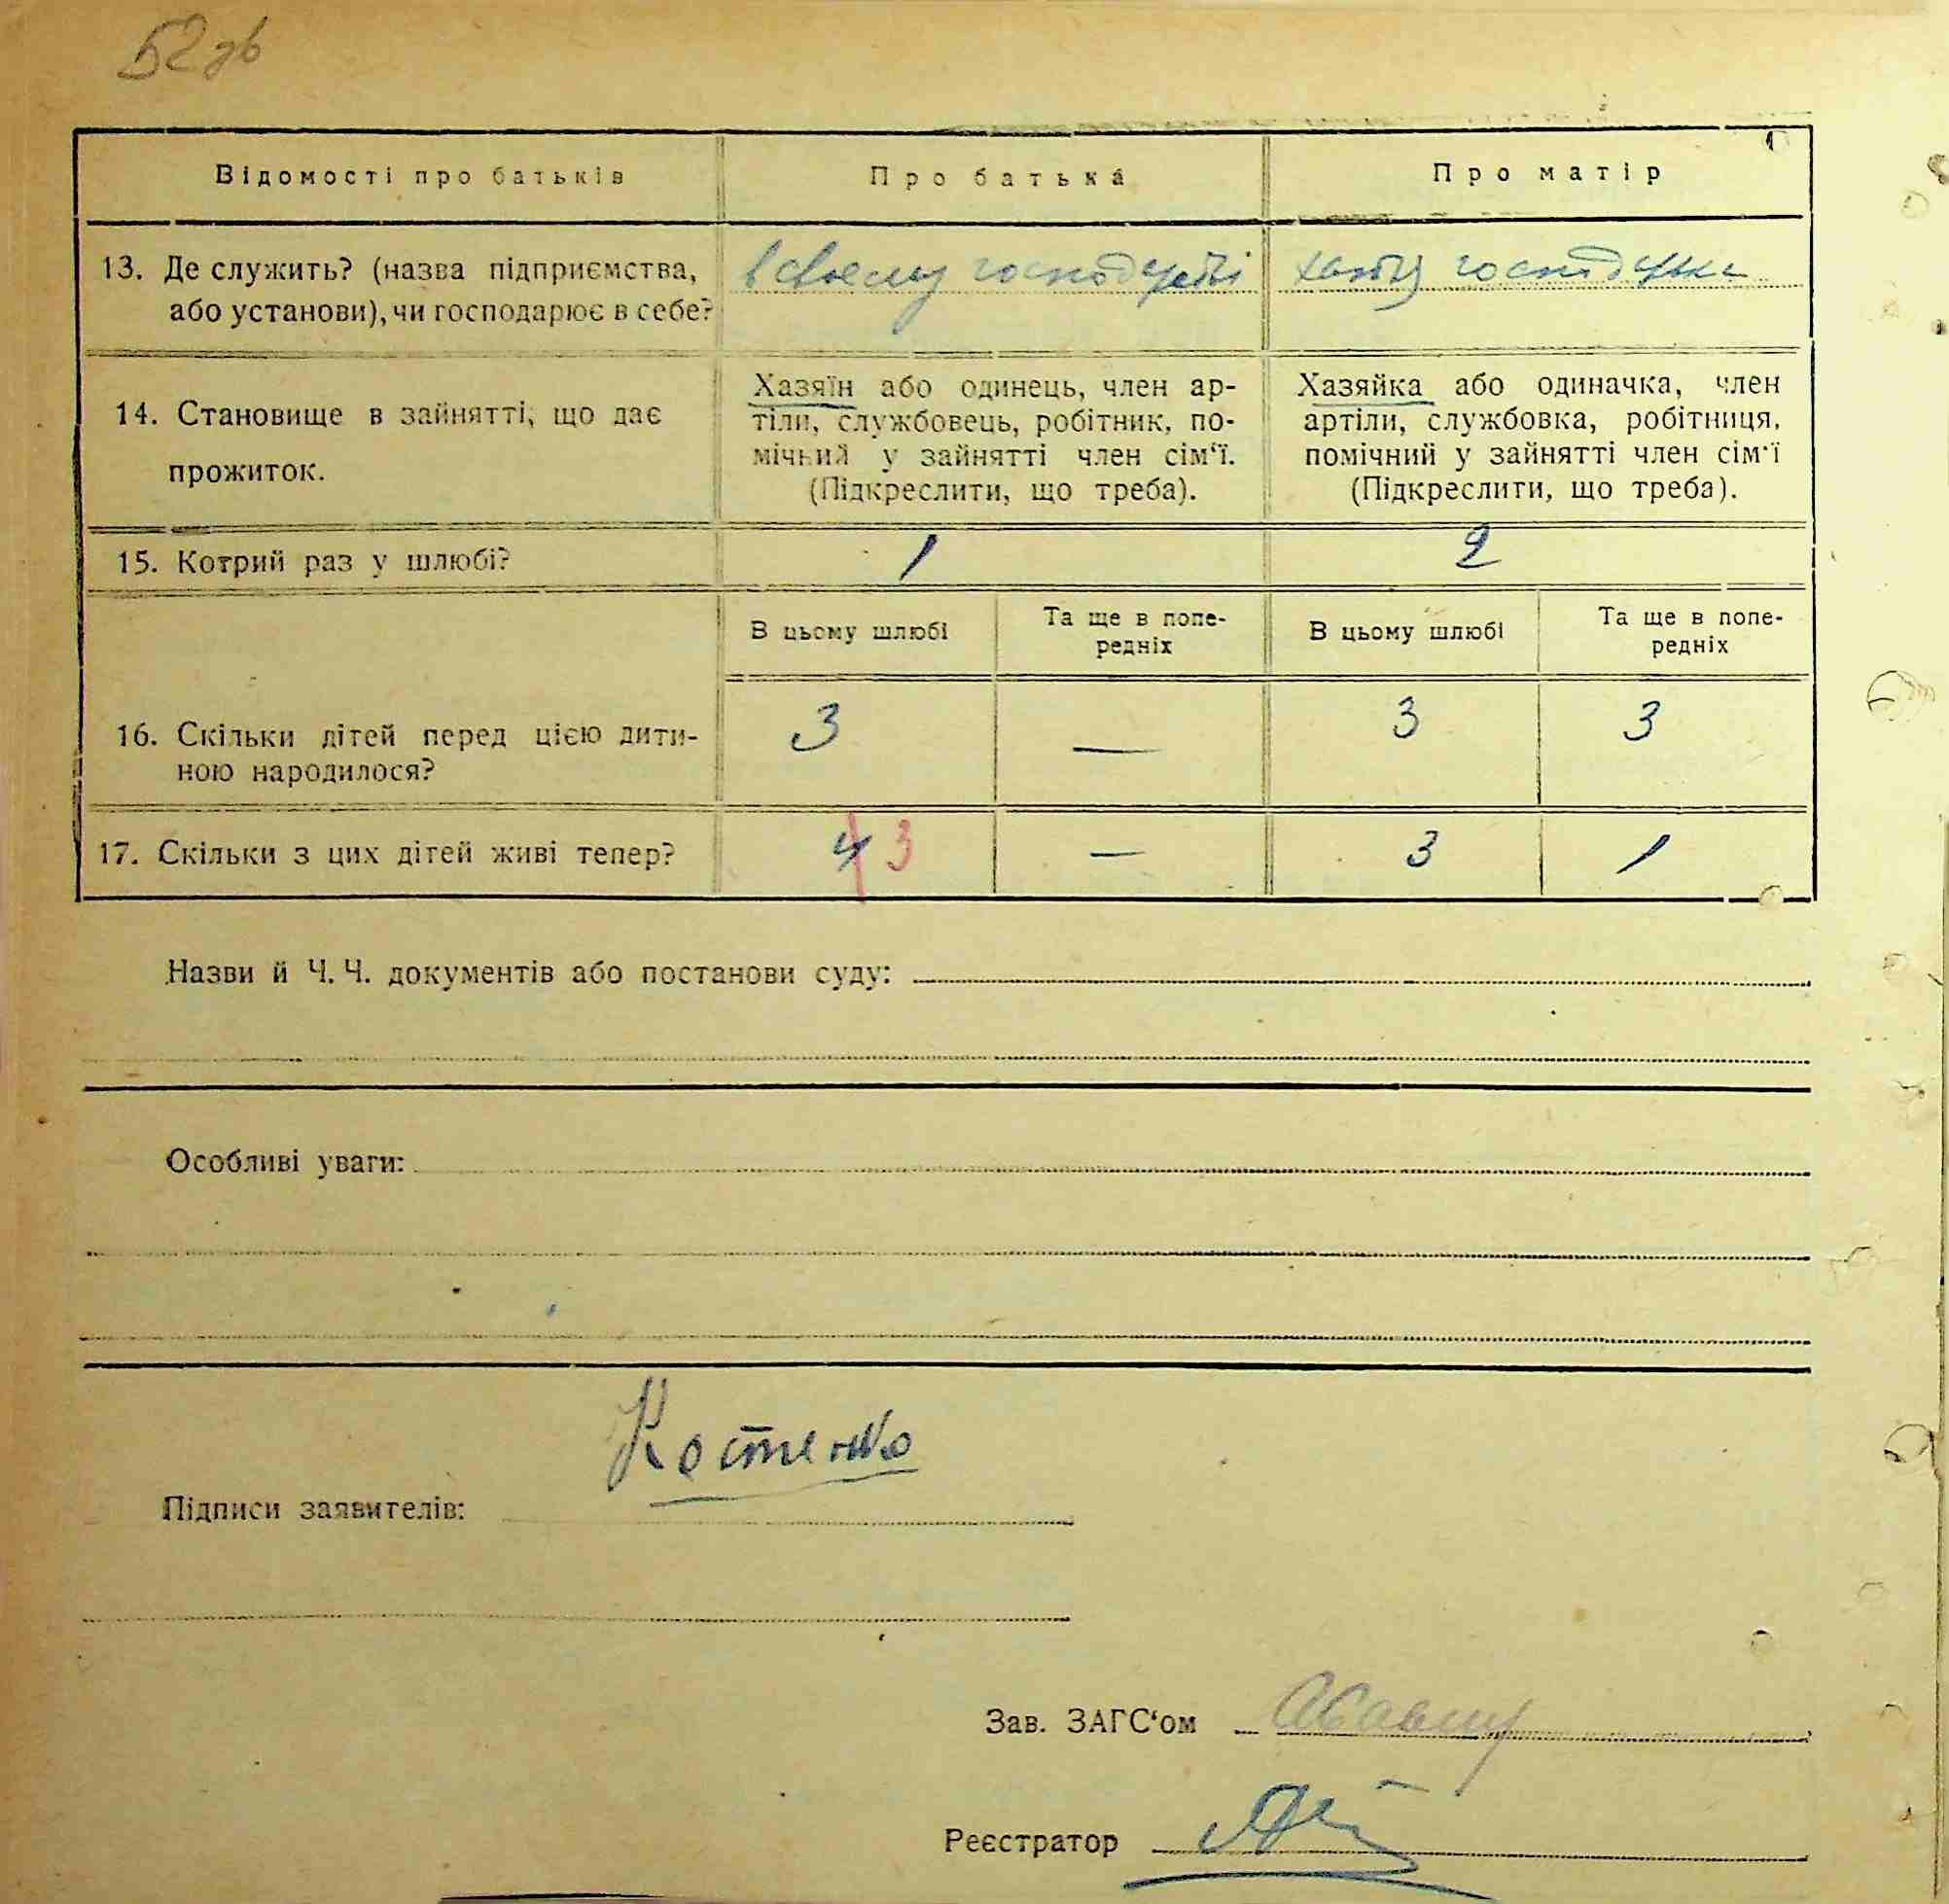 52 зв
Відомості про батьків
Про батька
Про матір
13. Де служить? (назва підприємства, або установи), чи господарює в себе?
в своєму господарстві
хатня господарка
14. Становище в зайнятті, що дає прожиток.
Хазяїн або одинець, член ар-
тіли, службовець, робітник, по-
мічний у зайнятті член сім‘ї.
(Підкреслити, що треба).
Хазяйка або одиначка, член
артіли, службовка, робітниця,
помічний у зайнятті член сім‘ї
(Підкреслити, що треба).
15. Котрий раз у шлюбі?
1
2
В цьому шлюбі
Та ще в попе-
редніх
В цьому шлюбі
Та ще в попе-
редніх
16. Скільки дітей перед цією дити-
ною народилося?
3
—
3
3
17. Скільки з цих дітей живі тепер?
4 3
—
3
1
Назви й Ч. Ч. документів або постанови суду:
Особливі уваги:
Костенко
Підписи заявителів:
Зав. ЗАГС‘ом
Реєстратор